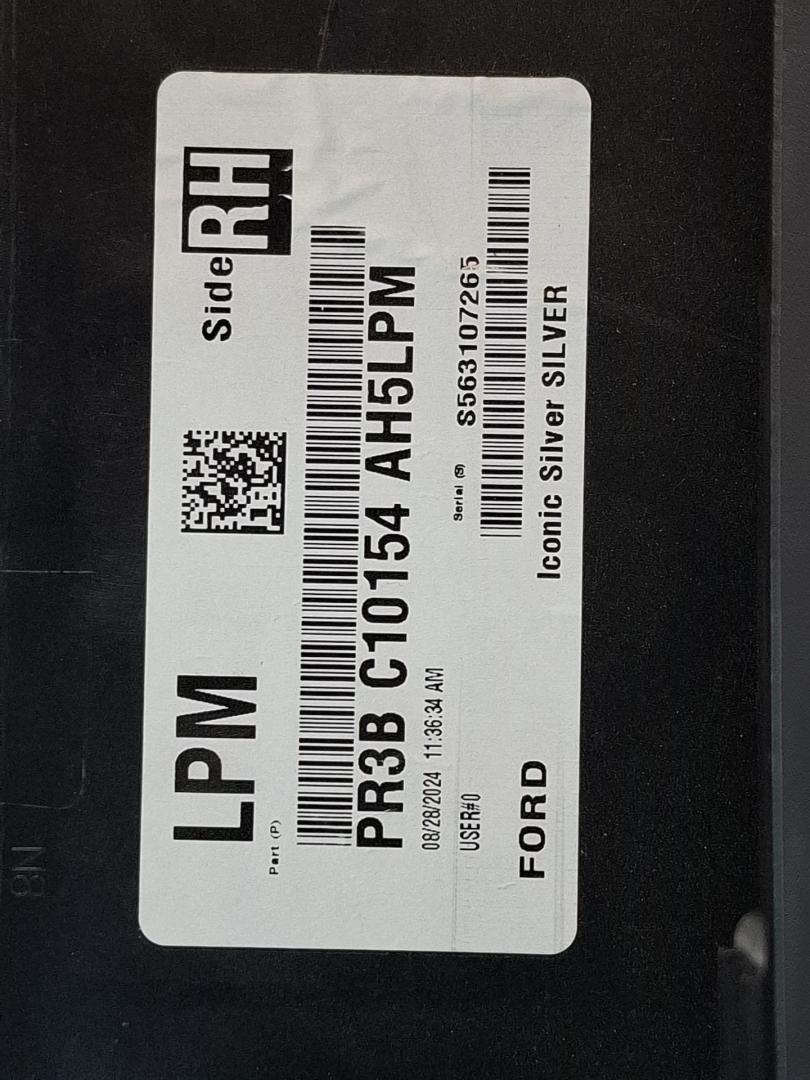 LPM
Side RH
Part (P)
PR3B C10154 AH5LPM
08/28/2024 11:36:34 AM
Serial (S) S563107265
USER#0
Iconic Silver SILVER
FORD
8N